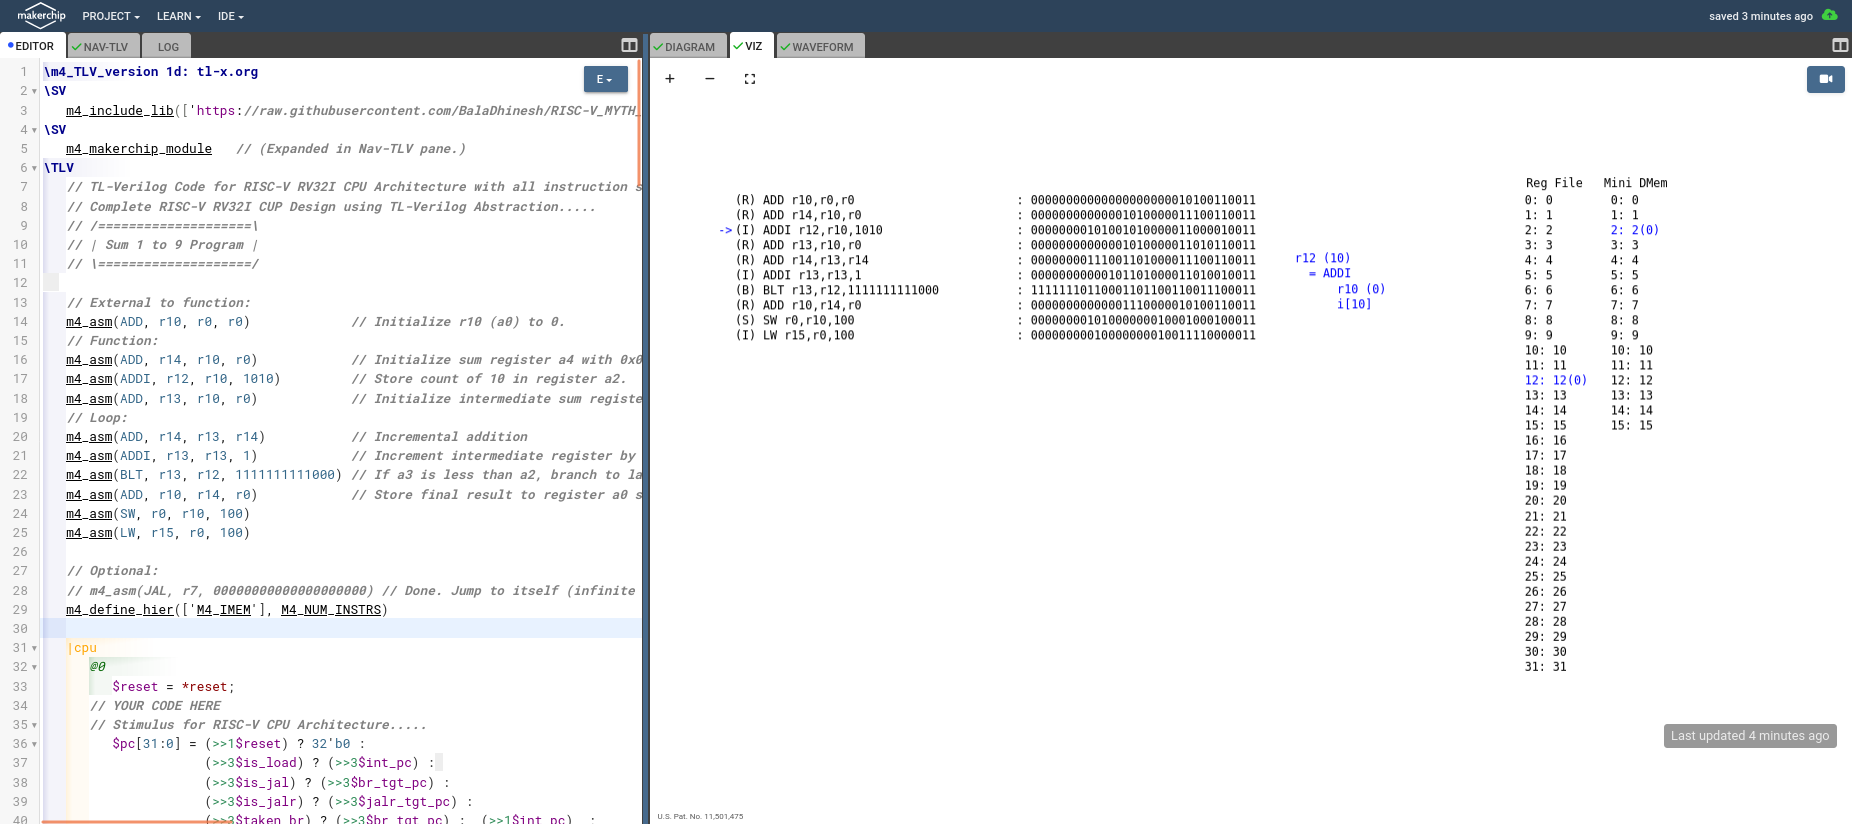 makerchip PROJECT LEARN IDE saved 3 minutes ago
EDITOR NAV-TLV LOG DIAGRAM VIZ WAVEFORM
E
1 \m4_TLV_version 1d: tl-x.org
2 \SV
3 m4_include_lib(['https://raw.githubusercontent.com/BalaDhinesh/RISC-V_MYTH_
4 \SV
5 m4_makerchip_module // (Expanded in Nav-TLV pane.)
6 \TLV
7 // TL-Verilog Code for RISC-V RV32I CPU Architecture with all instruction s
8 // Complete RISC-V RV32I CUP Design using TL-Verilog Abstraction.....
9 // /====================\
10 // | Sum 1 to 9 Program |
11 // \====================/
12
13 // External to function:
14 m4_asm(ADD, r10, r0, r0) // Initialize r10 (a0) to 0.
15 // Function:
16 m4_asm(ADD, r14, r10, r0) // Initialize sum register a4 with 0x0
17 m4_asm(ADDI, r12, r10, 1010) // Store count of 10 in register a2.
18 m4_asm(ADD, r13, r10, r0) // Initialize intermediate sum registe
19 // Loop:
20 m4_asm(ADD, r14, r13, r14) // Incremental addition
21 m4_asm(ADDI, r13, r13, 1) // Increment intermediate register by
22 m4_asm(BLT, r13, r12, 1111111111000) // If a3 is less than a2, branch to la
23 m4_asm(ADD, r10, r14, r0) // Store final result to register a0 s
24 m4_asm(SW, r0, r10, 100)
25 m4_asm(LW, r15, r0, 100)
26
27 // Optional:
28 // m4_asm(JAL, r7, 00000000000000000000) // Done. Jump to itself (infinite
29 m4_define_hier(['M4_IMEM'], M4_NUM_INSTRS)
30
31 |cpu
32 @0
33 $reset = *reset;
34 // YOUR CODE HERE
35 // Stimulus for RISC-V CPU Architecture.....
36 $pc[31:0] = (>>1$reset) ? 32'b0 :
37 (>>3$is_load) ? (>>3$int_pc) :
38 (>>3$is_jal) ? (>>3$br_tgt_pc) :
39 (>>3$is_jalr) ? (>>3$jalr_tgt_pc) :
40 (>>3$taken_br) ? (>>3$br_tgt_pc) : (>>1$int_pc) ;
(R) ADD r10,r0,r0 : 00000000000000000000010100110011
(R) ADD r14,r10,r0 : 00000000000001010000011100110011
->(I) ADDI r12,r10,1010 : 00000000101001010000011000010011
(R) ADD r13,r10,r0 : 00000000000001010000011010110011
(R) ADD r14,r13,r14 : 00000000111001101000011100110011
(I) ADDI r13,r13,1 : 00000000000101101000011010010011
(B) BLT r13,r12,1111111111000 : 11111110110001101100110011100011
(R) ADD r10,r14,r0 : 00000000000001110000010100110011
(S) SW r0,r10,100 : 00000000101000000010001000100011
(I) LW r15,r0,100 : 00000000010000000010011110000011
r12 (10)
= ADDI
r10 (0)
i[10]
Reg File Mini DMem
0: 0 0: 0
1: 1 1: 1
2: 2 2: 2(0)
3: 3 3: 3
4: 4 4: 4
5: 5 5: 5
6: 6 6: 6
7: 7 7: 7
8: 8 8: 8
9: 9 9: 9
10: 10 10: 10
11: 11 11: 11
12: 12(0) 12: 12
13: 13 13: 13
14: 14 14: 14
15: 15 15: 15
16: 16
17: 17
18: 18
19: 19
20: 20
21: 21
22: 22
23: 23
24: 24
25: 25
26: 26
27: 27
28: 28
29: 29
30: 30
31: 31
Last updated 4 minutes ago
U.S. Pat. No. 11,501,475